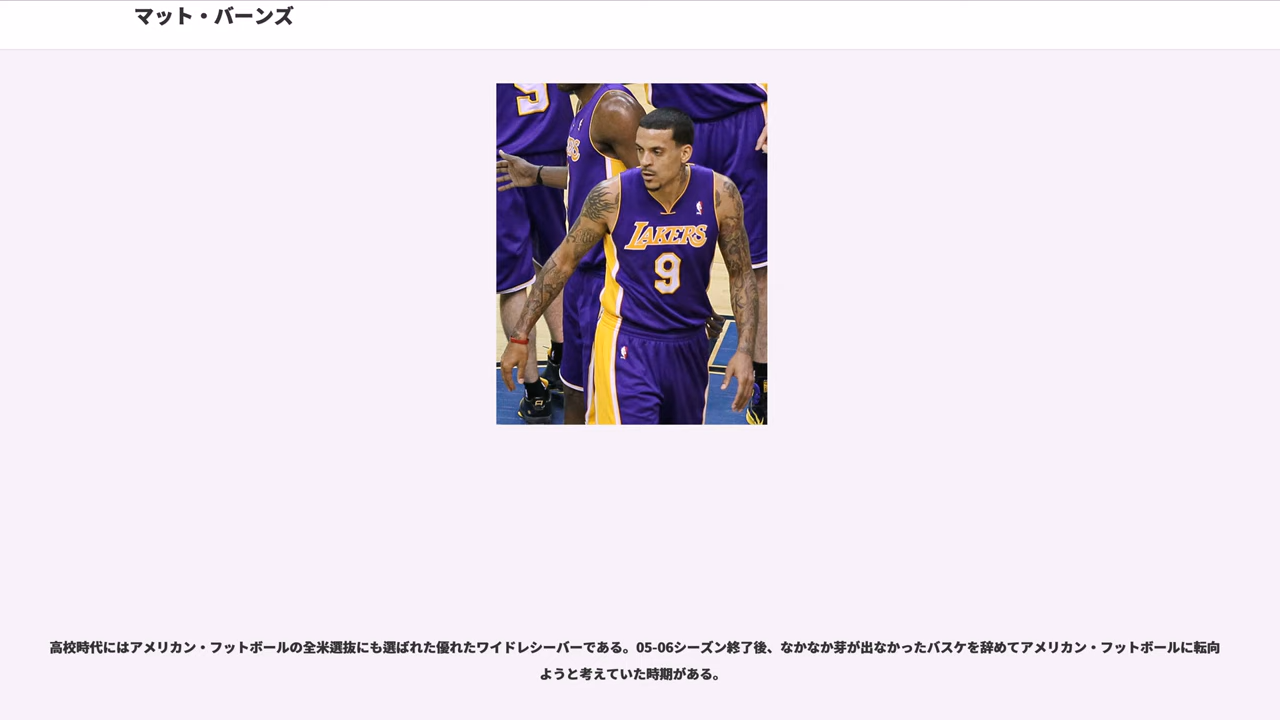 マット・バーンズ
9
LAKERS
9
高校時代にはアメリカン・フットボールの全米選抜にも選ばれた優れたワイドレシーバーである。05-06シーズン終了後、なかなか芽が出なかったバスケを辞めてアメリカン・フットボールに転向
ようと考えていた時期がある。